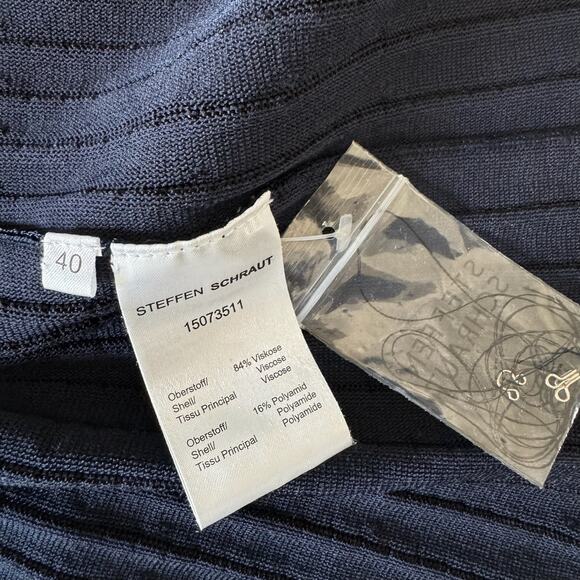 40
STEFFEN SCHRAUT
15073511
Oberstoff/ 84% Viskose
Shell/ Viscose
Tissu Principal Viscose
Oberstoff/ 16% Polyamid
Shell/ Polyamide
Tissu Principal Polyamide